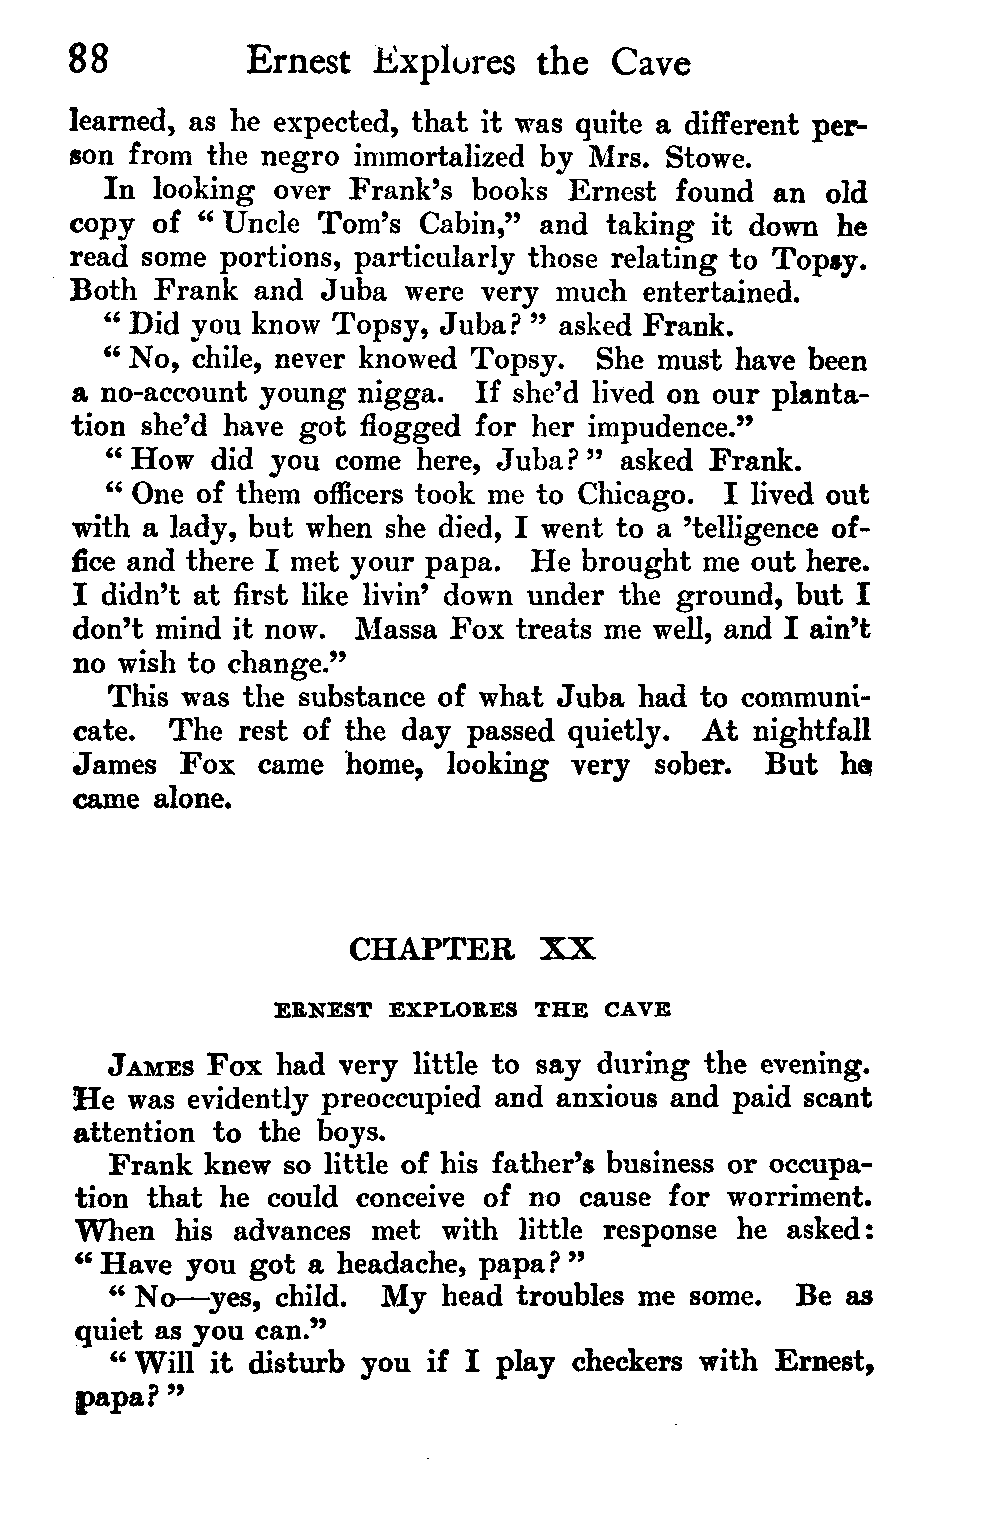 88 Ernest Explores the Cave
learned, as he expected, that it was quite a different per-
son from the negro immortalized by Mrs. Stowe.
In looking over Frank's books Ernest found an old
copy of "Uncle Tom's Cabin," and taking it down he
read some portions, particularly those relating to Topsy.
Both Frank and Juba were very much entertained.
"Did you know Topsy, Juba?" asked Frank.
"No, chile, never knowed Topsy. She must have been
a no-account young nigga. If she'd lived on our planta-
tion she'd have got flogged for her impudence."
"How did you come here, Juba?" asked Frank.
"One of them officers took me to Chicago. I lived out
with a lady, but when she died, I went to a 'telligence of-
fice and there I met your papa. He brought me out here.
I didn't at first like livin' down under the ground, but I
don't mind it now. Massa Fox treats me well, and I ain't
no wish to change."
This was the substance of what Juba had to communi-
cate. The rest of the day passed quietly. At nightfall
James Fox came home, looking very sober. But he
came alone.
CHAPTER XX
ERNEST EXPLORES THE CAVE
JAMES FOX had very little to say during the evening.
He was evidently preoccupied and anxious and paid scant
attention to the boys.
Frank knew so little of his father's business or occupa-
tion that he could conceive of no cause for worriment.
When his advances met with little response he asked:
"Have you got a headache, papa?"
"No—yes, child. My head troubles me some. Be as
quiet as you can."
"Will it disturb you if I play checkers with Ernest,
papa?"